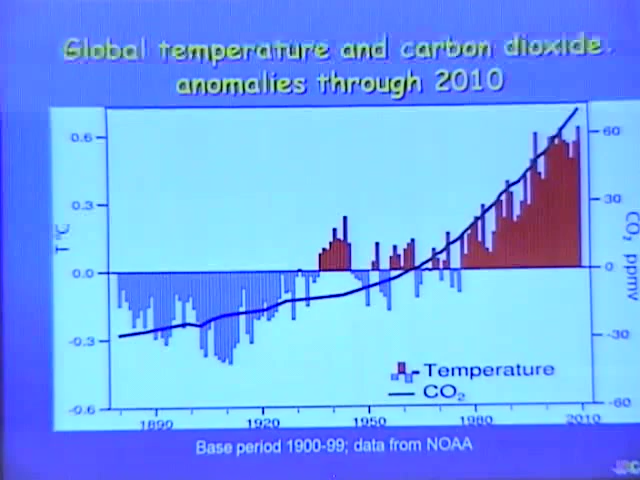 Global temperature and carbon dioxide
anomalies through 2010
0.6
0.3
0.0
-0.3
-0.6
T °C
60
30
0
-30
-60
CO₂ ppmv
Temperature
CO₂
1890
1920
1950
1980
2010
Base period 1900-99; data from NOAA